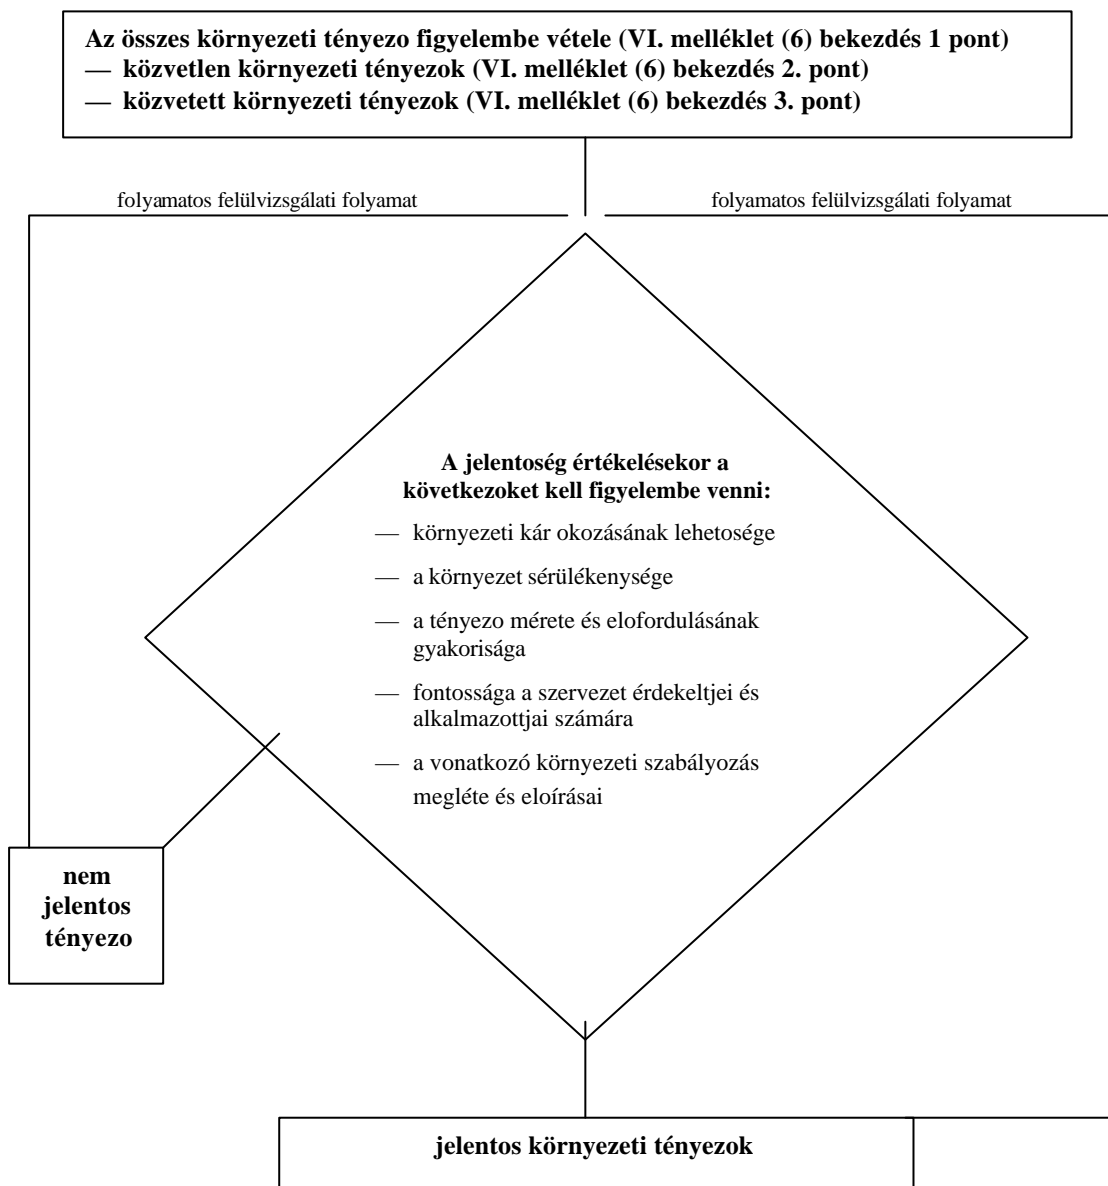 Az összes környezeti tényezo figyelembe vétele (VI. melléklet (6) bekezdés 1 pont)
— közvetlen környezeti tényezok (VI. melléklet (6) bekezdés 2. pont)
— közvetett környezeti tényezok (VI. melléklet (6) bekezdés 3. pont)
folyamatos felülvizsgálati folyamat
folyamatos felülvizsgálati folyamat
A jelentoség értékelésekor a
következoket kell figyelembe venni:
— környezeti kár okozásának lehetosége
— a környezet sérülékenysége
— a tényezo mérete és elofordulásának
gyakorisága
— fontossága a szervezet érdekeltjei és
alkalmazottjai számára
— a vonatkozó környezeti szabályozás
megléte és eloírásai
nem
jelentos
tényezo
jelentos környezeti tényezok